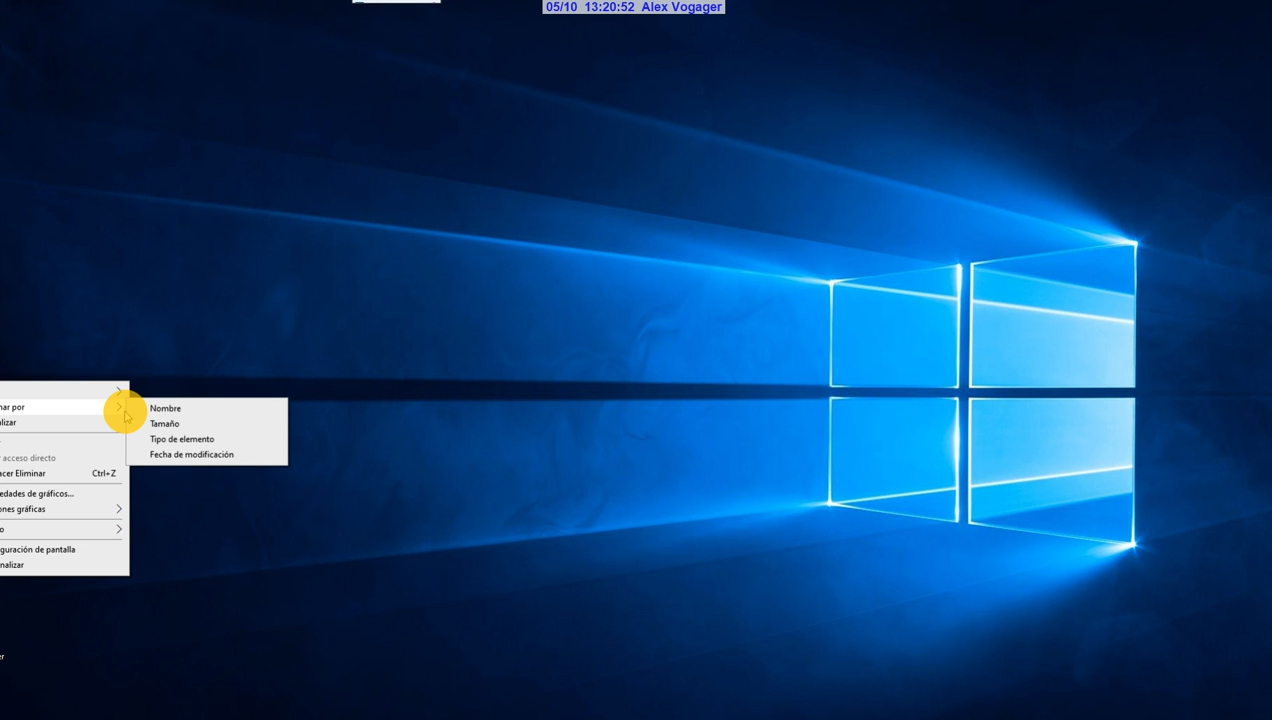 05/10 13:20:52 Alex Vogager
nar por
lizar
r acceso directo
acer Eliminar Ctrl+Z
edades de gráficos...
ones gráficas
o
guración de pantalla
nalizar
Nombre
Tamaño
Tipo de elemento
Fecha de modificación
er